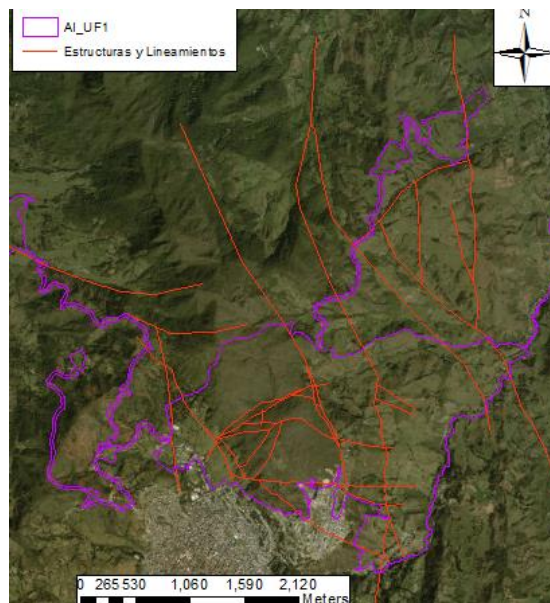 AI_UF1
Estructuras y Lineamientos
N
0 265 530 1,060 1,590 2,120
Meters